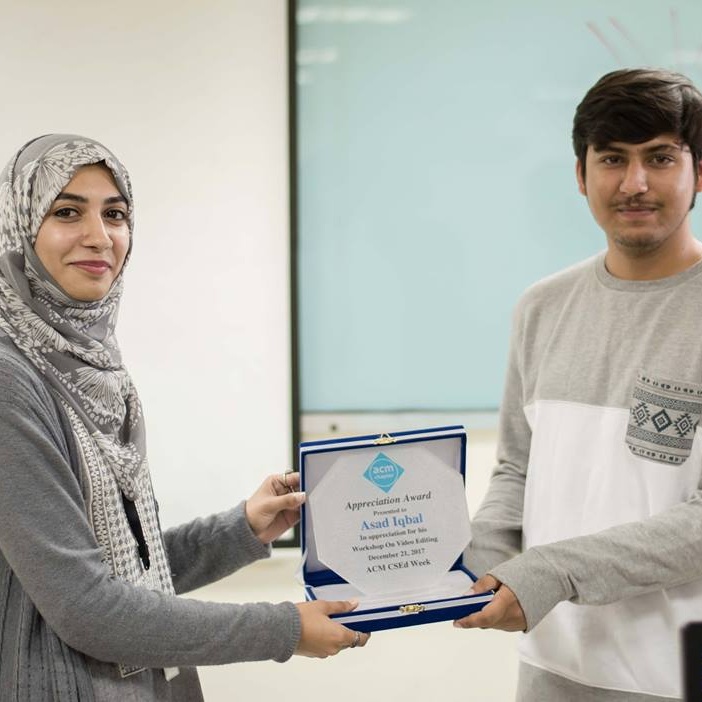 acm
chapter
Appreciation Award
Presented to
Asad Iqbal
In appreciation for his
Workshop On Video Editing
December 21, 2017
ACM CSEd Week